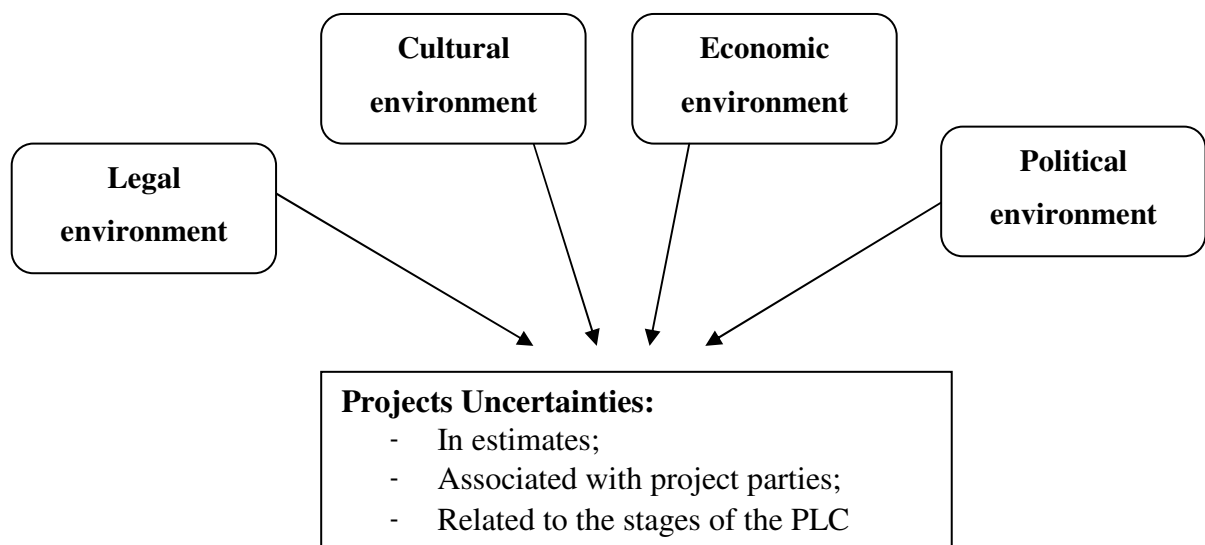 Cultural
environment
Economic
environment
Legal
environment
Political
environment
Projects Uncertainties:
- In estimates;
- Associated with project parties;
- Related to the stages of the PLC